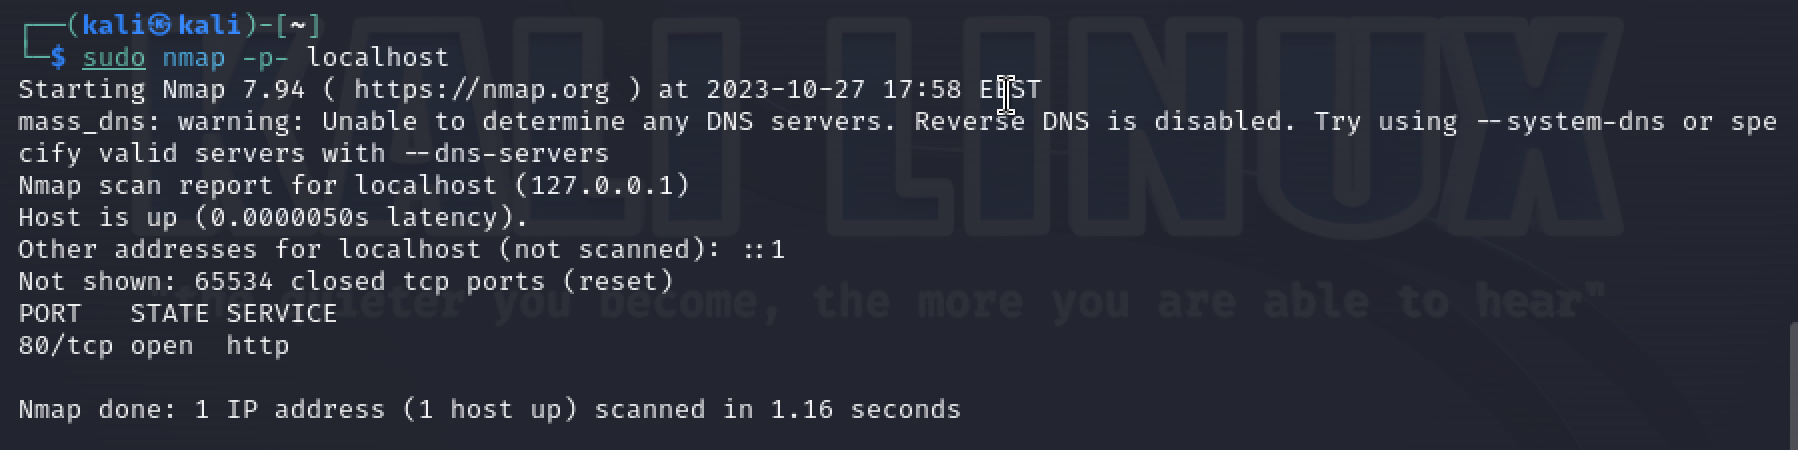 ┌──(kali㉿kali)-[~]
└─$ sudo nmap -p- localhost
Starting Nmap 7.94 ( https://nmap.org ) at 2023-10-27 17:58 EEST
mass_dns: warning: Unable to determine any DNS servers. Reverse DNS is disabled. Try using --system-dns or spe
cify valid servers with --dns-servers
Nmap scan report for localhost (127.0.0.1)
Host is up (0.0000050s latency).
Other addresses for localhost (not scanned): ::1
Not shown: 65534 closed tcp ports (reset)
PORT   STATE SERVICE
80/tcp open  http
Nmap done: 1 IP address (1 host up) scanned in 1.16 seconds
KALI LINUX
quieter you become, the more you are able to hear"